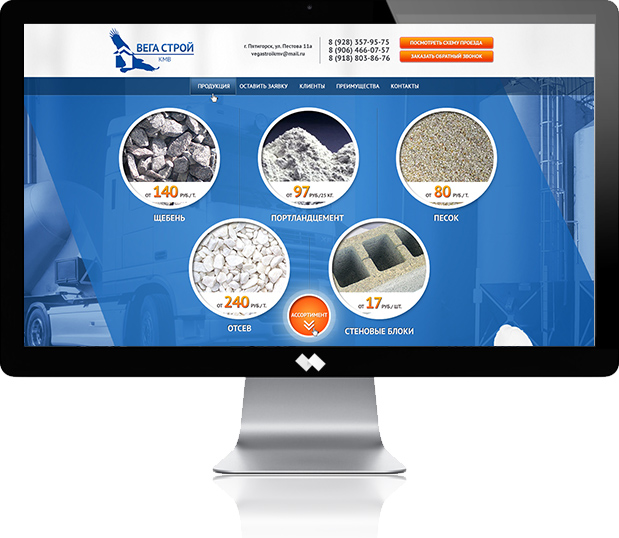 ВЕГА СТРОЙ
КМВ
г. Пятигорск, ул. Пестова 11а
vegastroikmv@mail.ru
8 (928) 357-95-75
8 (906) 466-07-57
8 (918) 803-86-76
ПОСМОТРЕТЬ СХЕМУ ПРОЕЗДА
ЗАКАЗАТЬ ОБРАТНЫЙ ЗВОНОК
ПРОДУКЦИЯ ОСТАВИТЬ ЗАЯВКУ КЛИЕНТЫ ПРЕИМУЩЕСТВА КОНТАКТЫ
ОТ 140 РУБ./Т.
ЩЕБЕНЬ
ОТ 97 РУБ/25 КГ.
ПОРТЛАНДЦЕМЕНТ
ОТ 80 РУБ./Т.
ПЕСОК
ОТ 240 РУБ./Т.
ОТСЕВ
АССОРТИМЕНТ
ОТ 17 РУБ./ ШТ.
СТЕНОВЫЕ БЛОКИ